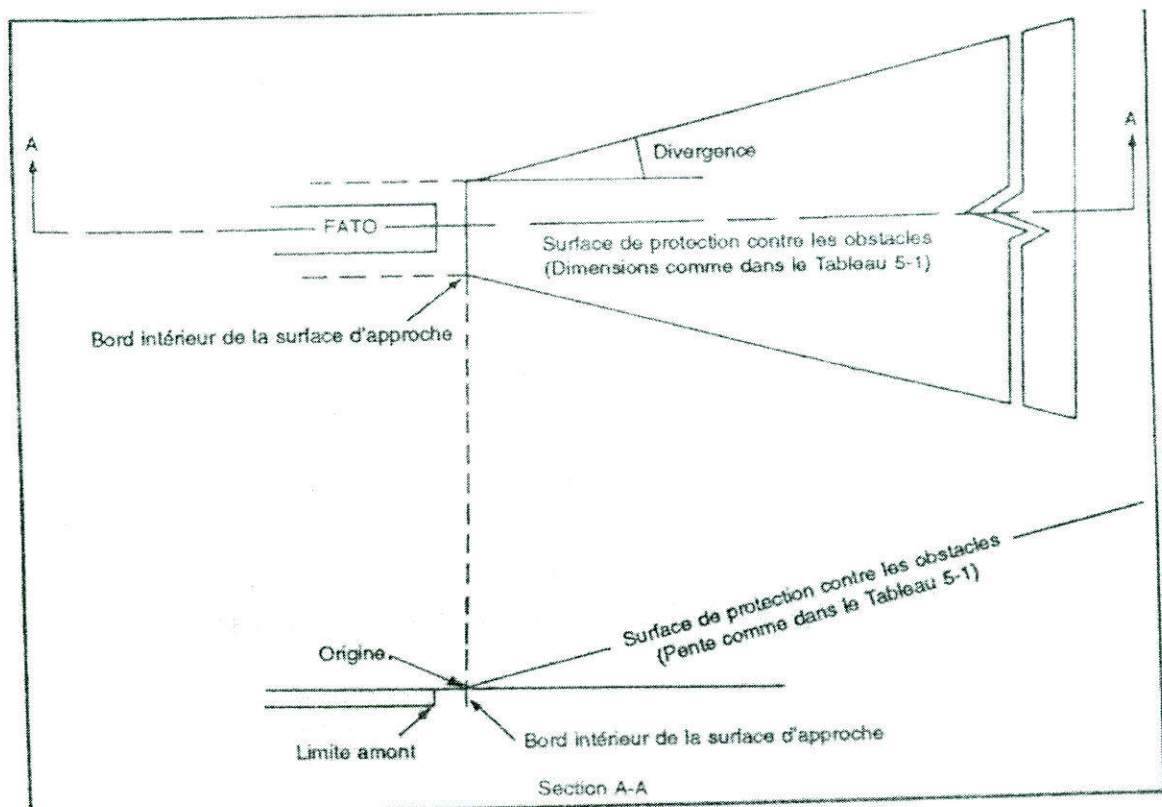 A
A
Divergence
FATO
Surface de protection contre les obstacles
(Dimensions comme dans le Tableau 5-1)
Bord intérieur de la surface d'approche
Surface de protection contre les obstacles
(Pente comme dans le Tableau 5-1)
Origine.
Limite amont
Bord intérieur de la surface d'approche
Section A-A